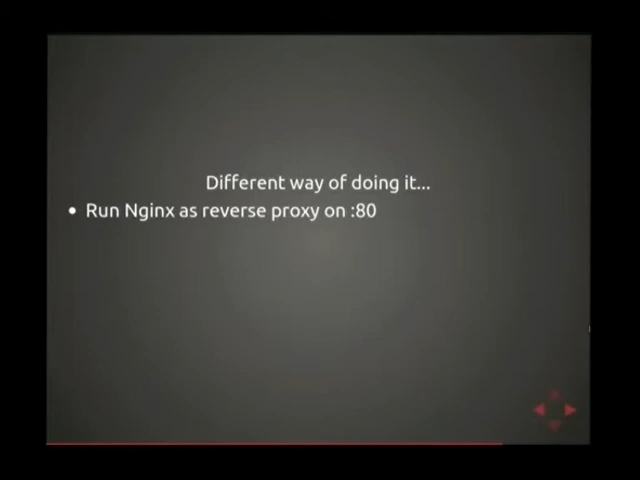 Different way of doing it...
• Run Nginx as reverse proxy on :80